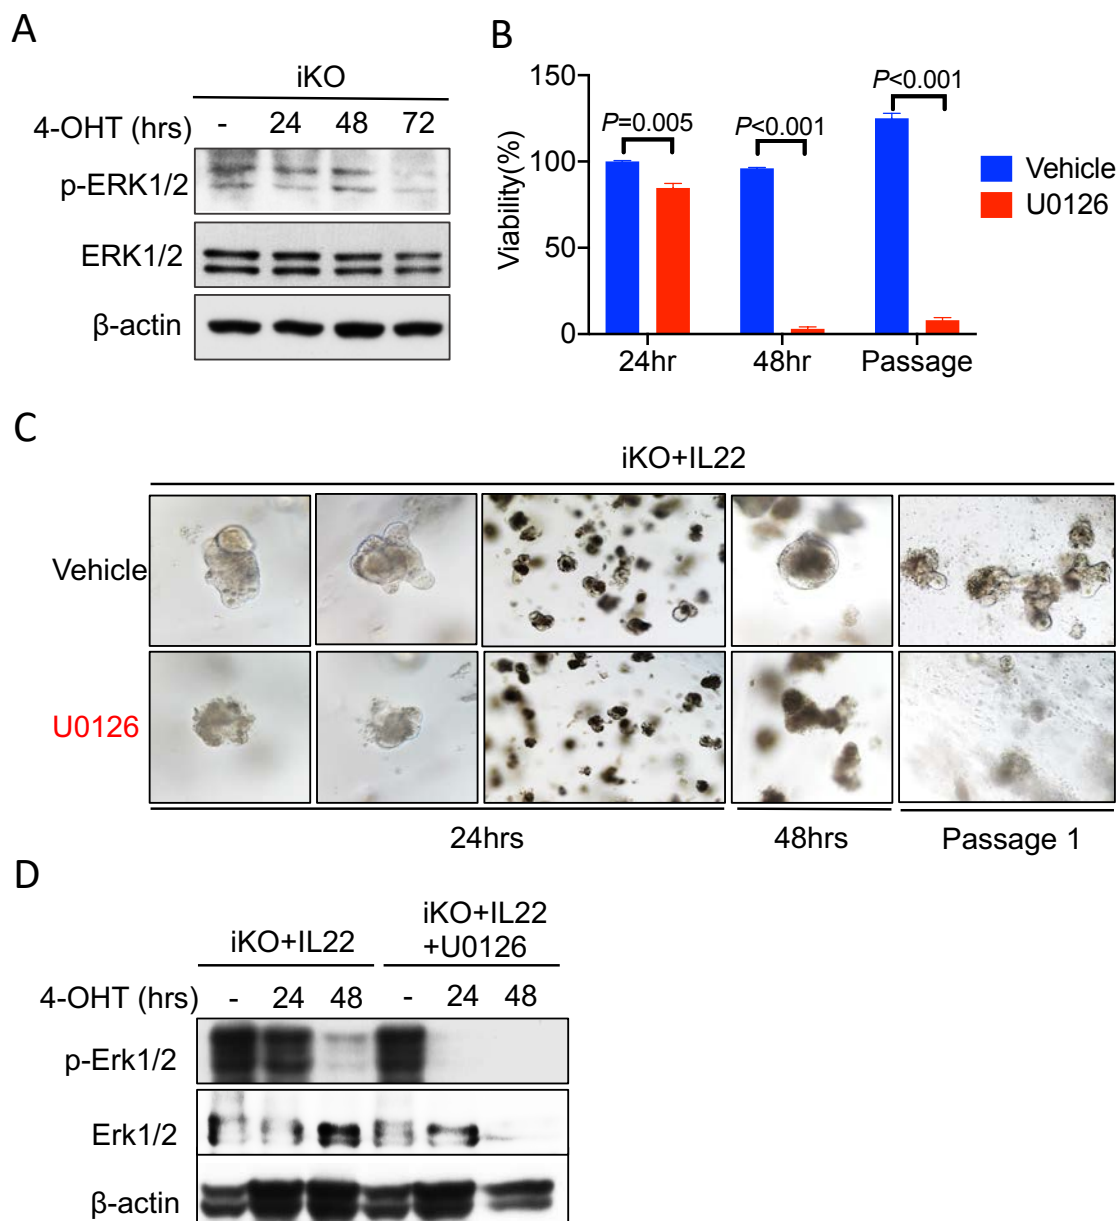 A
iKO
4-OHT (hrs) - 24 48 72
p-ERK1/2
ERK1/2
β-actin
B
Viability(%)
150
100
50
0
P=0.005
P<0.001
P<0.001
24hr 48hr Passage
Vehicle
U0126
C
iKO+IL22
Vehicle
U0126
24hrs 48hrs Passage 1
D
iKO+IL22
iKO+IL22
+U0126
4-OHT (hrs) - 24 48 - 24 48
p-Erk1/2
Erk1/2
β-actin